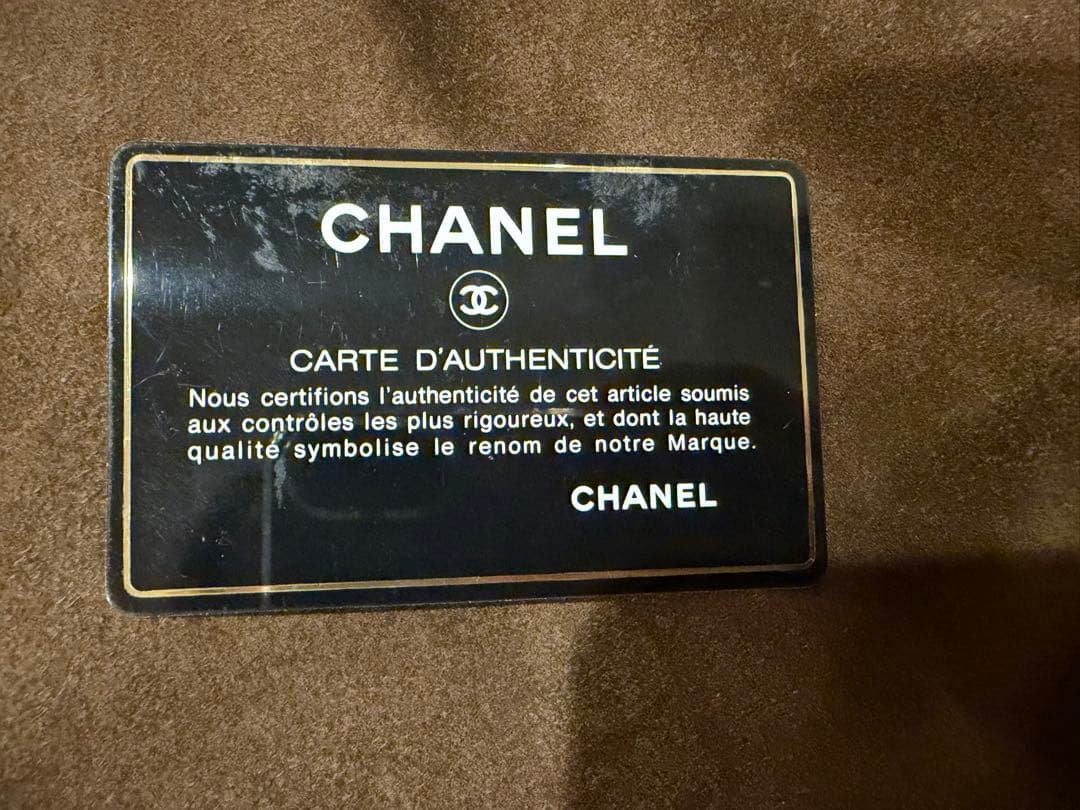 CHANEL
CARTE D'AUTHENTICITÉ
Nous certifions l'authenticité de cet article soumis
aux contrôles les plus rigoureux, et dont la haute
qualité symbolise le renom de notre Marque.
CHANEL